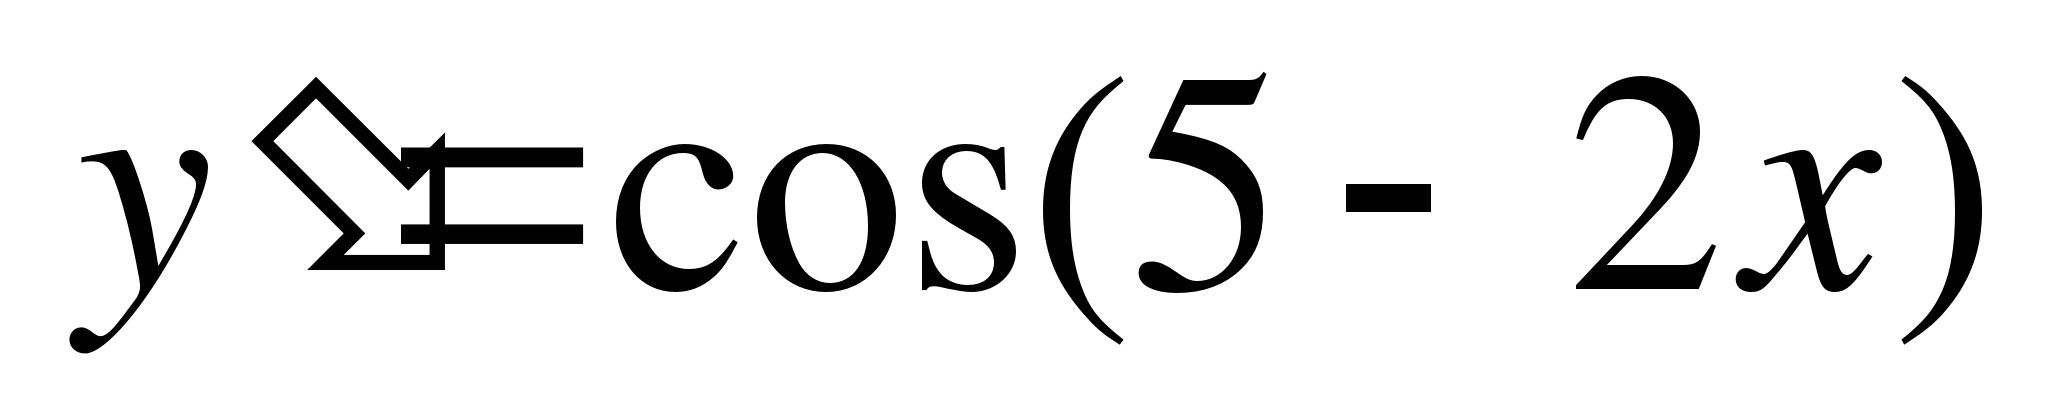 y ⬂=cos(5 - 2x)